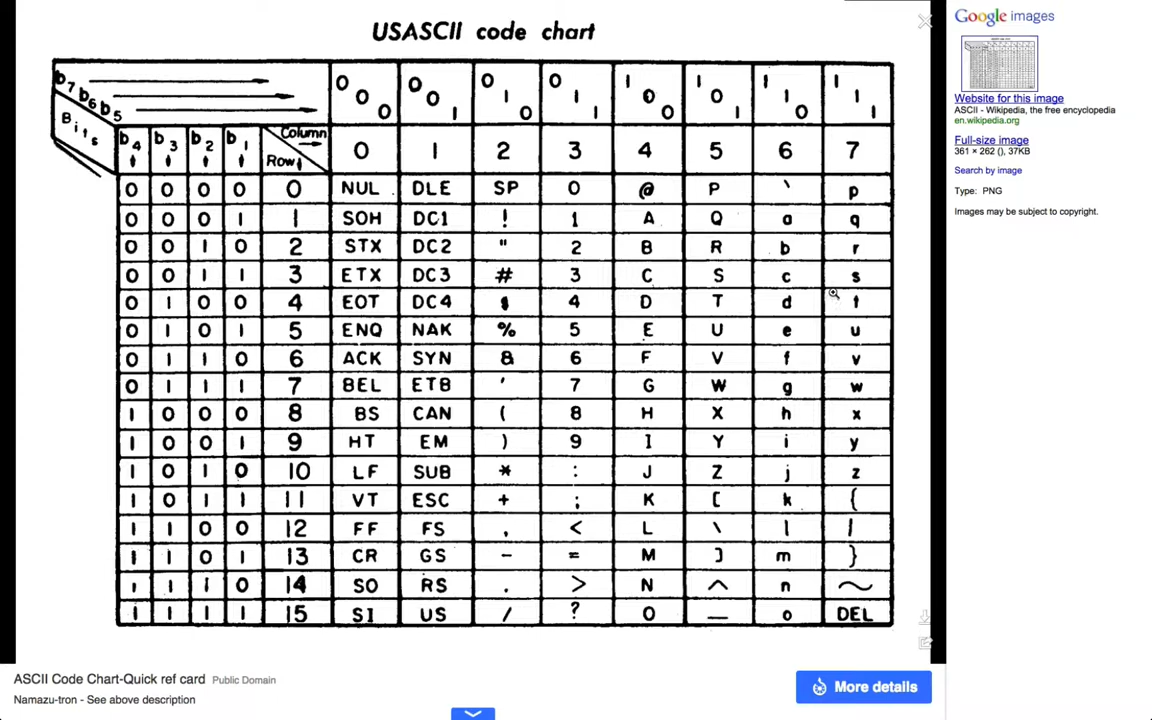 USASCII code chart
b7 b6 b5
Bits
0 0 0 0 0 1 0 1 0 0 1 1 1 0 0 1 0 1 1 1 0 1 1 1
b4 b3 b2 b1 Column Row 0 1 2 3 4 5 6 7
0 0 0 0 0 NUL DLE SP 0 @ P ` p
0 0 0 1 1 SOH DC1 ! 1 A Q a q
0 0 1 0 2 STX DC2 " 2 B R b r
0 0 1 1 3 ETX DC3 # 3 C S c s
0 1 0 0 4 EOT DC4 $ 4 D T d t
0 1 0 1 5 ENQ NAK % 5 E U e u
0 1 1 0 6 ACK SYN & 6 F V f v
0 1 1 1 7 BEL ETB ' 7 G W g w
1 0 0 0 8 BS CAN ( 8 H X h x
1 0 0 1 9 HT EM ) 9 I Y i y
1 0 1 0 10 LF SUB * : J Z j z
1 0 1 1 11 VT ESC + ; K [ k {
1 1 0 0 12 FF FS , < L \ l |
1 1 0 1 13 CR GS - = M ] m }
1 1 1 0 14 SO RS . > N ^ n ~
1 1 1 1 15 SI US / ? O _ o DEL
ASCII Code Chart-Quick ref card Public Domain
Namazu-tron - See above description
More details
Google images
Website for this image
ASCII - Wikipedia, the free encyclopedia
en.wikipedia.org
Full-size image
361 × 262 (), 37KB
Search by image
Type: PNG
Images may be subject to copyright.